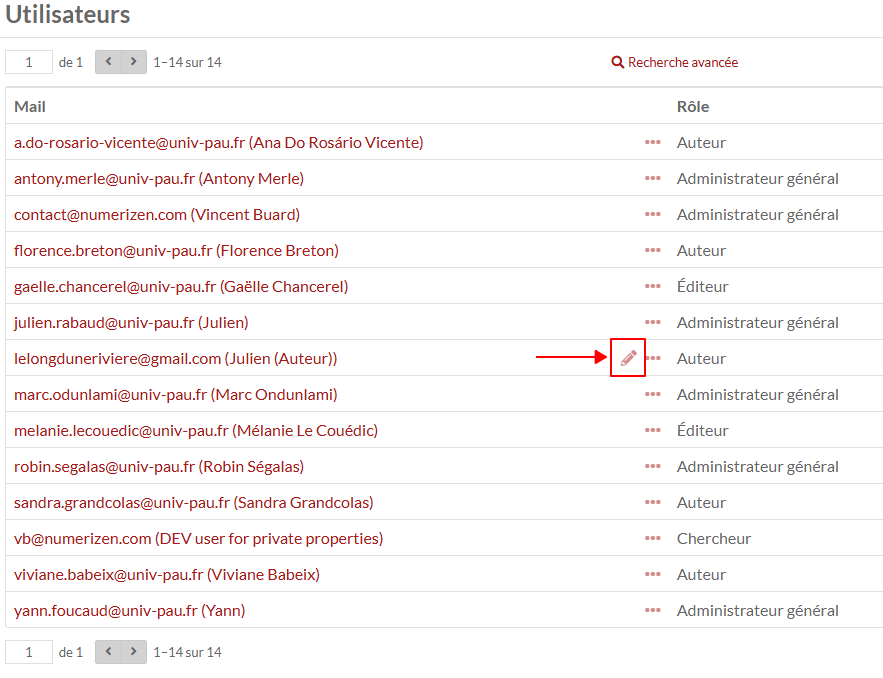 Utilisateurs
1 de 1 1–14 sur 14 Recherche avancée
Mail Rôle
a.do-rosario-vicente@univ-pau.fr (Ana Do Rosário Vicente) Auteur
antony.merle@univ-pau.fr (Antony Merle) Administrateur général
contact@numerizen.com (Vincent Buard) Administrateur général
florence.breton@univ-pau.fr (Florence Breton) Auteur
gaelle.chancerel@univ-pau.fr (Gaëlle Chancerel) Éditeur
julien.rabaud@univ-pau.fr (Julien) Administrateur général
lelongduneriviere@gmail.com (Julien (Auteur)) Auteur
marc.odunlami@univ-pau.fr (Marc Ondunlami) Administrateur général
melanie.lecouedic@univ-pau.fr (Mélanie Le Couédic) Éditeur
robin.segalas@univ-pau.fr (Robin Ségalas) Administrateur général
sandra.grandcolas@univ-pau.fr (Sandra Grandcolas) Auteur
vb@numerizen.com (DEV user for private properties) Chercheur
viviane.babeix@univ-pau.fr (Viviane Babeix) Auteur
yann.foucaud@univ-pau.fr (Yann) Administrateur général
1 de 1 1–14 sur 14